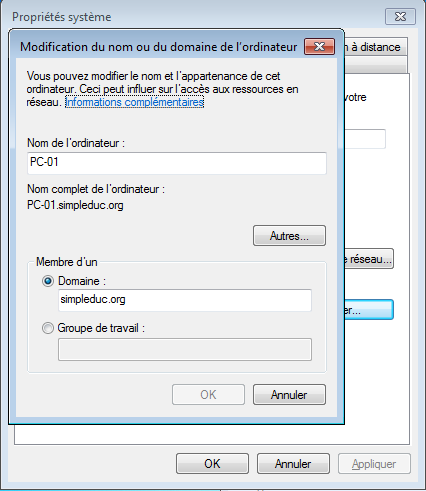 Propriétés système
Modification du nom ou du domaine de l'ordinateur
n à distance
Vous pouvez modifier le nom et l'appartenance de cet
ordinateur. Ceci peut influer sur l'accès aux ressources en
réseau. Informations complémentaires
votre
Nom de l'ordinateur :
PC-01
Nom complet de l'ordinateur :
PC-01.simpleduc.org
Autres...
e réseau...
Membre d'un
Domaine :
simpleduc.org
er...
Groupe de travail :
OK
Annuler
OK
Annuler
Appliquer